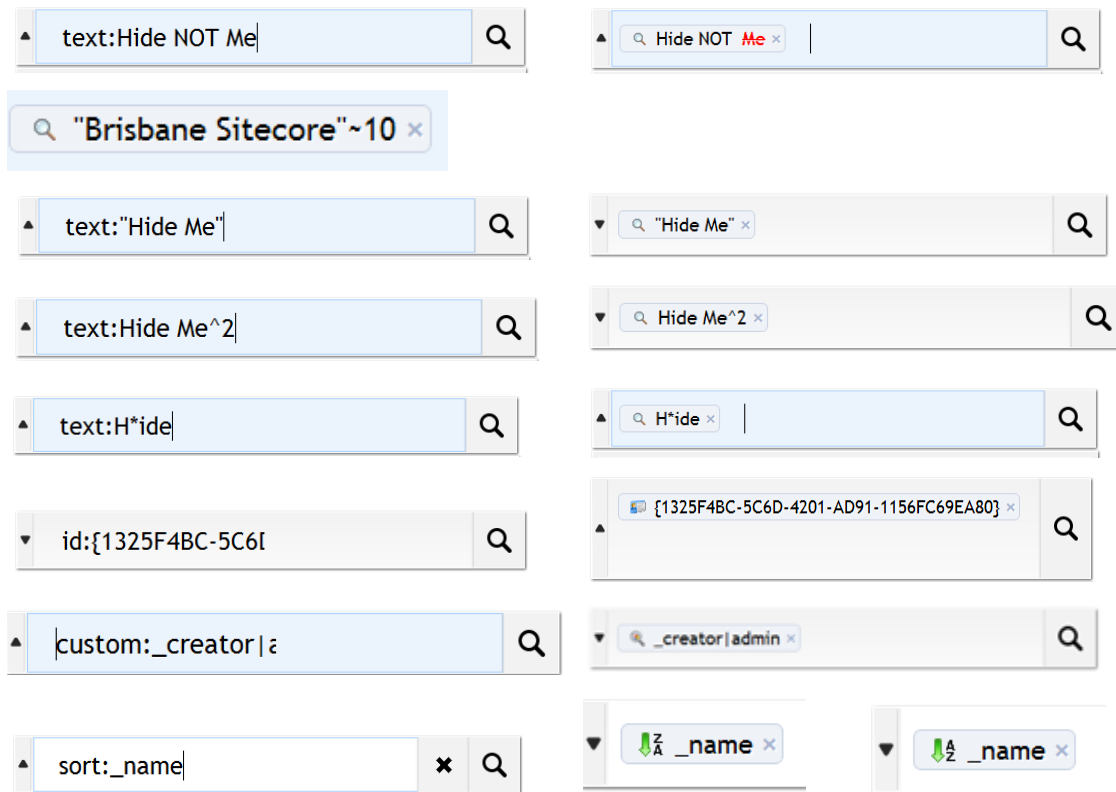 text:Hide NOT Me
Hide NOT Me ×
"Brisbane Sitecore"~10 ×
text:"Hide Me"
"Hide Me" ×
text:Hide Me^2
Hide Me^2 ×
text:H*ide
H*ide ×
id:{1325F4BC-5C6
{1325F4BC-5C6D-4201-AD91-1156FC69EA80} ×
custom:_creator|a
_creator|admin ×
sort:_name
Z A _name ×
A Z _name ×